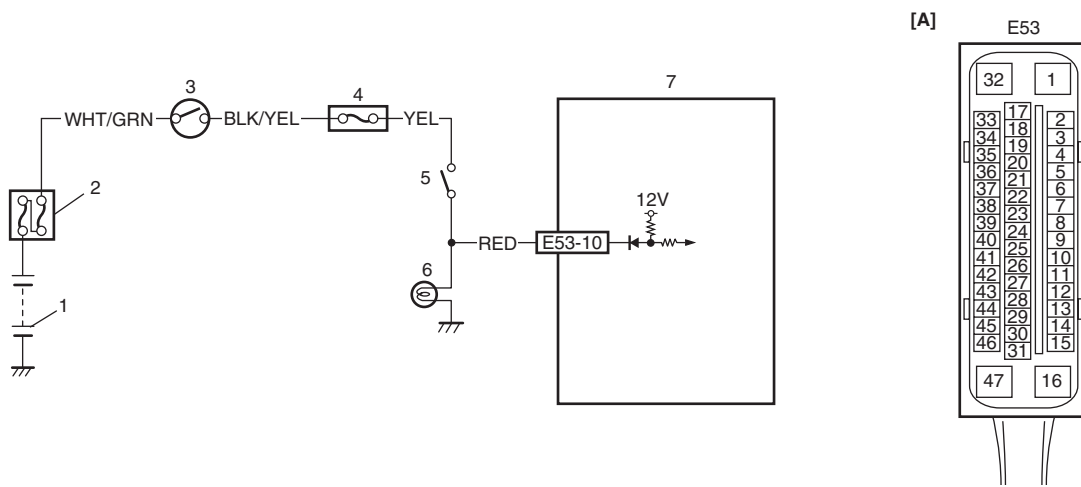 [A]
E53
3
4
7
WHT/GRN
BLK/YEL
YEL
2
5
12V
RED
E53-10
6
1
32 1
33 17 2
34 18 3
35 19 4
36 20 5
37 21 6
38 22 7
39 23 8
40 24 9
41 25 10
42 26 11
43 27 12
44 28 13
45 29 14
46 30 15
31
47 16